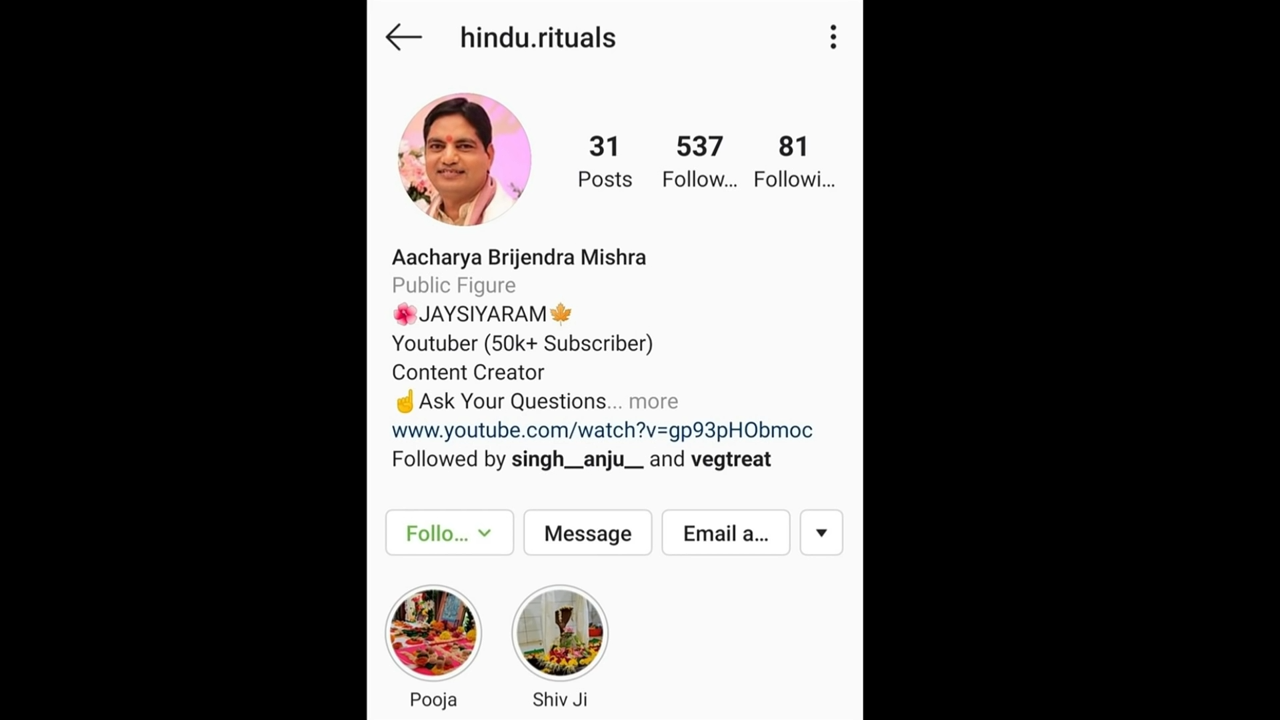 hindu.rituals
31 537 81
Posts Follow... Followi...
Aacharya Brijendra Mishra
Public Figure
🌺JAYSIYARAM🍁
Youtuber (50k+ Subscriber)
Content Creator
☝Ask Your Questions... more
www.youtube.com/watch?v=gp93pHObmoc
Followed by singh__anju__ and vegtreat
Follo... Message Email a...
Pooja Shiv Ji